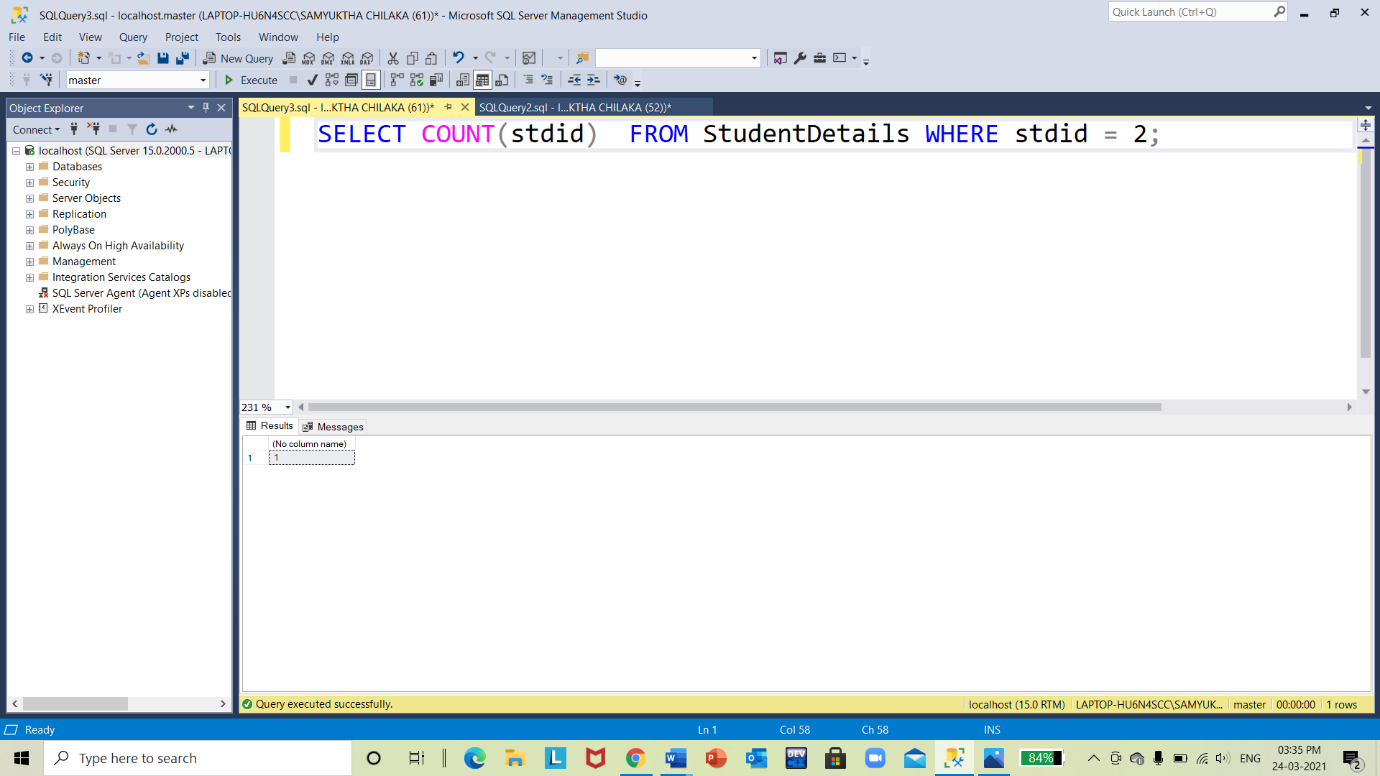 SQLQuery3.sql - localhost.master (LAPTOP-HU6N4SCC\SAMYUKTHA CHILAKA (61))* - Microsoft SQL Server Management Studio
Quick Launch (Ctrl+Q)
File Edit View Query Project Tools Window Help
New Query
master
Execute
Object Explorer
Connect
localhost (SQL Server 15.0.2000.5 - LAPTO
Databases
Security
Server Objects
Replication
PolyBase
Always On High Availability
Management
Integration Services Catalogs
SQL Server Agent (Agent XPs disabled
XEvent Profiler
SQLQuery3.sql - l...KTHA CHILAKA (61))* SQLQuery2.sql - l...KTHA CHILAKA (52))*
SELECT COUNT(stdid)  FROM StudentDetails WHERE stdid = 2;
231 %
Results Messages
(No column name)
1 1
Query executed successfully. localhost (15.0 RTM) LAPTOP-HU6N4SCC\SAMYUK... master 00:00:00 1 rows
Ready Ln 1 Col 58 Ch 58 INS
Type here to search
84%
ENG
03:35 PM
24-03-2021
2